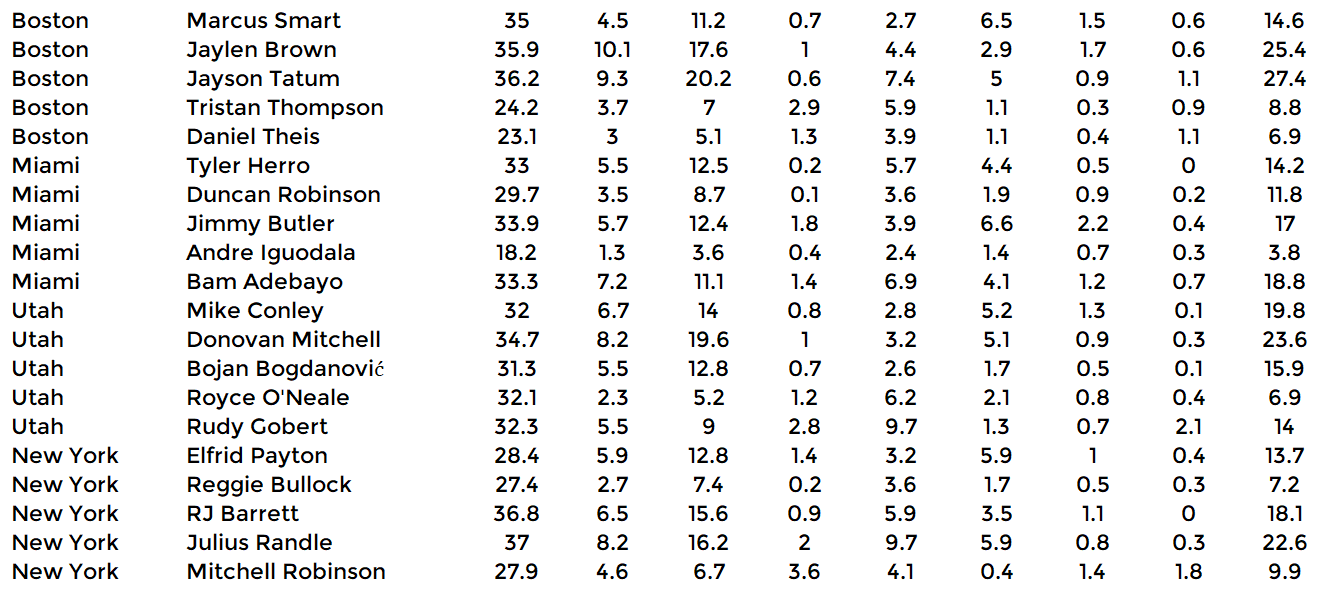 Boston Marcus Smart 35 4.5 11.2 0.7 2.7 6.5 1.5 0.6 14.6
Boston Jaylen Brown 35.9 10.1 17.6 1 4.4 2.9 1.7 0.6 25.4
Boston Jayson Tatum 36.2 9.3 20.2 0.6 7.4 5 0.9 1.1 27.4
Boston Tristan Thompson 24.2 3.7 7 2.9 5.9 1.1 0.3 0.9 8.8
Boston Daniel Theis 23.1 3 5.1 1.3 3.9 1.1 0.4 1.1 6.9
Miami Tyler Herro 33 5.5 12.5 0.2 5.7 4.4 0.5 0 14.2
Miami Duncan Robinson 29.7 3.5 8.7 0.1 3.6 1.9 0.9 0.2 11.8
Miami Jimmy Butler 33.9 5.7 12.4 1.8 3.9 6.6 2.2 0.4 17
Miami Andre Iguodala 18.2 1.3 3.6 0.4 2.4 1.4 0.7 0.3 3.8
Miami Bam Adebayo 33.3 7.2 11.1 1.4 6.9 4.1 1.2 0.7 18.8
Utah Mike Conley 32 6.7 14 0.8 2.8 5.2 1.3 0.1 19.8
Utah Donovan Mitchell 34.7 8.2 19.6 1 3.2 5.1 0.9 0.3 23.6
Utah Bojan Bogdanović 31.3 5.5 12.8 0.7 2.6 1.7 0.5 0.1 15.9
Utah Royce O'Neale 32.1 2.3 5.2 1.2 6.2 2.1 0.8 0.4 6.9
Utah Rudy Gobert 32.3 5.5 9 2.8 9.7 1.3 0.7 2.1 14
New York Elfrid Payton 28.4 5.9 12.8 1.4 3.2 5.9 1 0.4 13.7
New York Reggie Bullock 27.4 2.7 7.4 0.2 3.6 1.7 0.5 0.3 7.2
New York RJ Barrett 36.8 6.5 15.6 0.9 5.9 3.5 1.1 0 18.1
New York Julius Randle 37 8.2 16.2 2 9.7 5.9 0.8 0.3 22.6
New York Mitchell Robinson 27.9 4.6 6.7 3.6 4.1 0.4 1.4 1.8 9.9